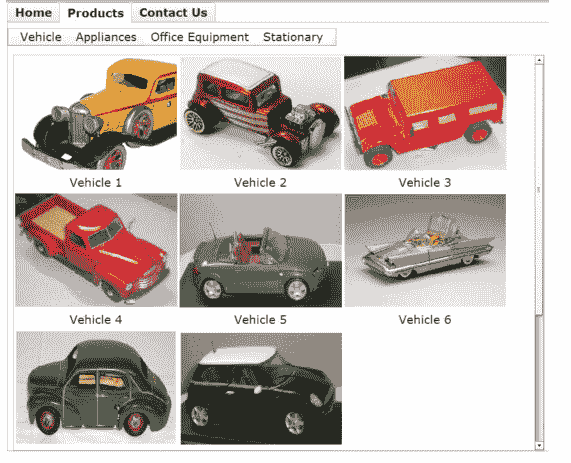 Home Products Contact Us
Vehicle Appliances Office Equipment Stationary
Vehicle 1 Vehicle 2 Vehicle 3
Vehicle 4 Vehicle 5 Vehicle 6